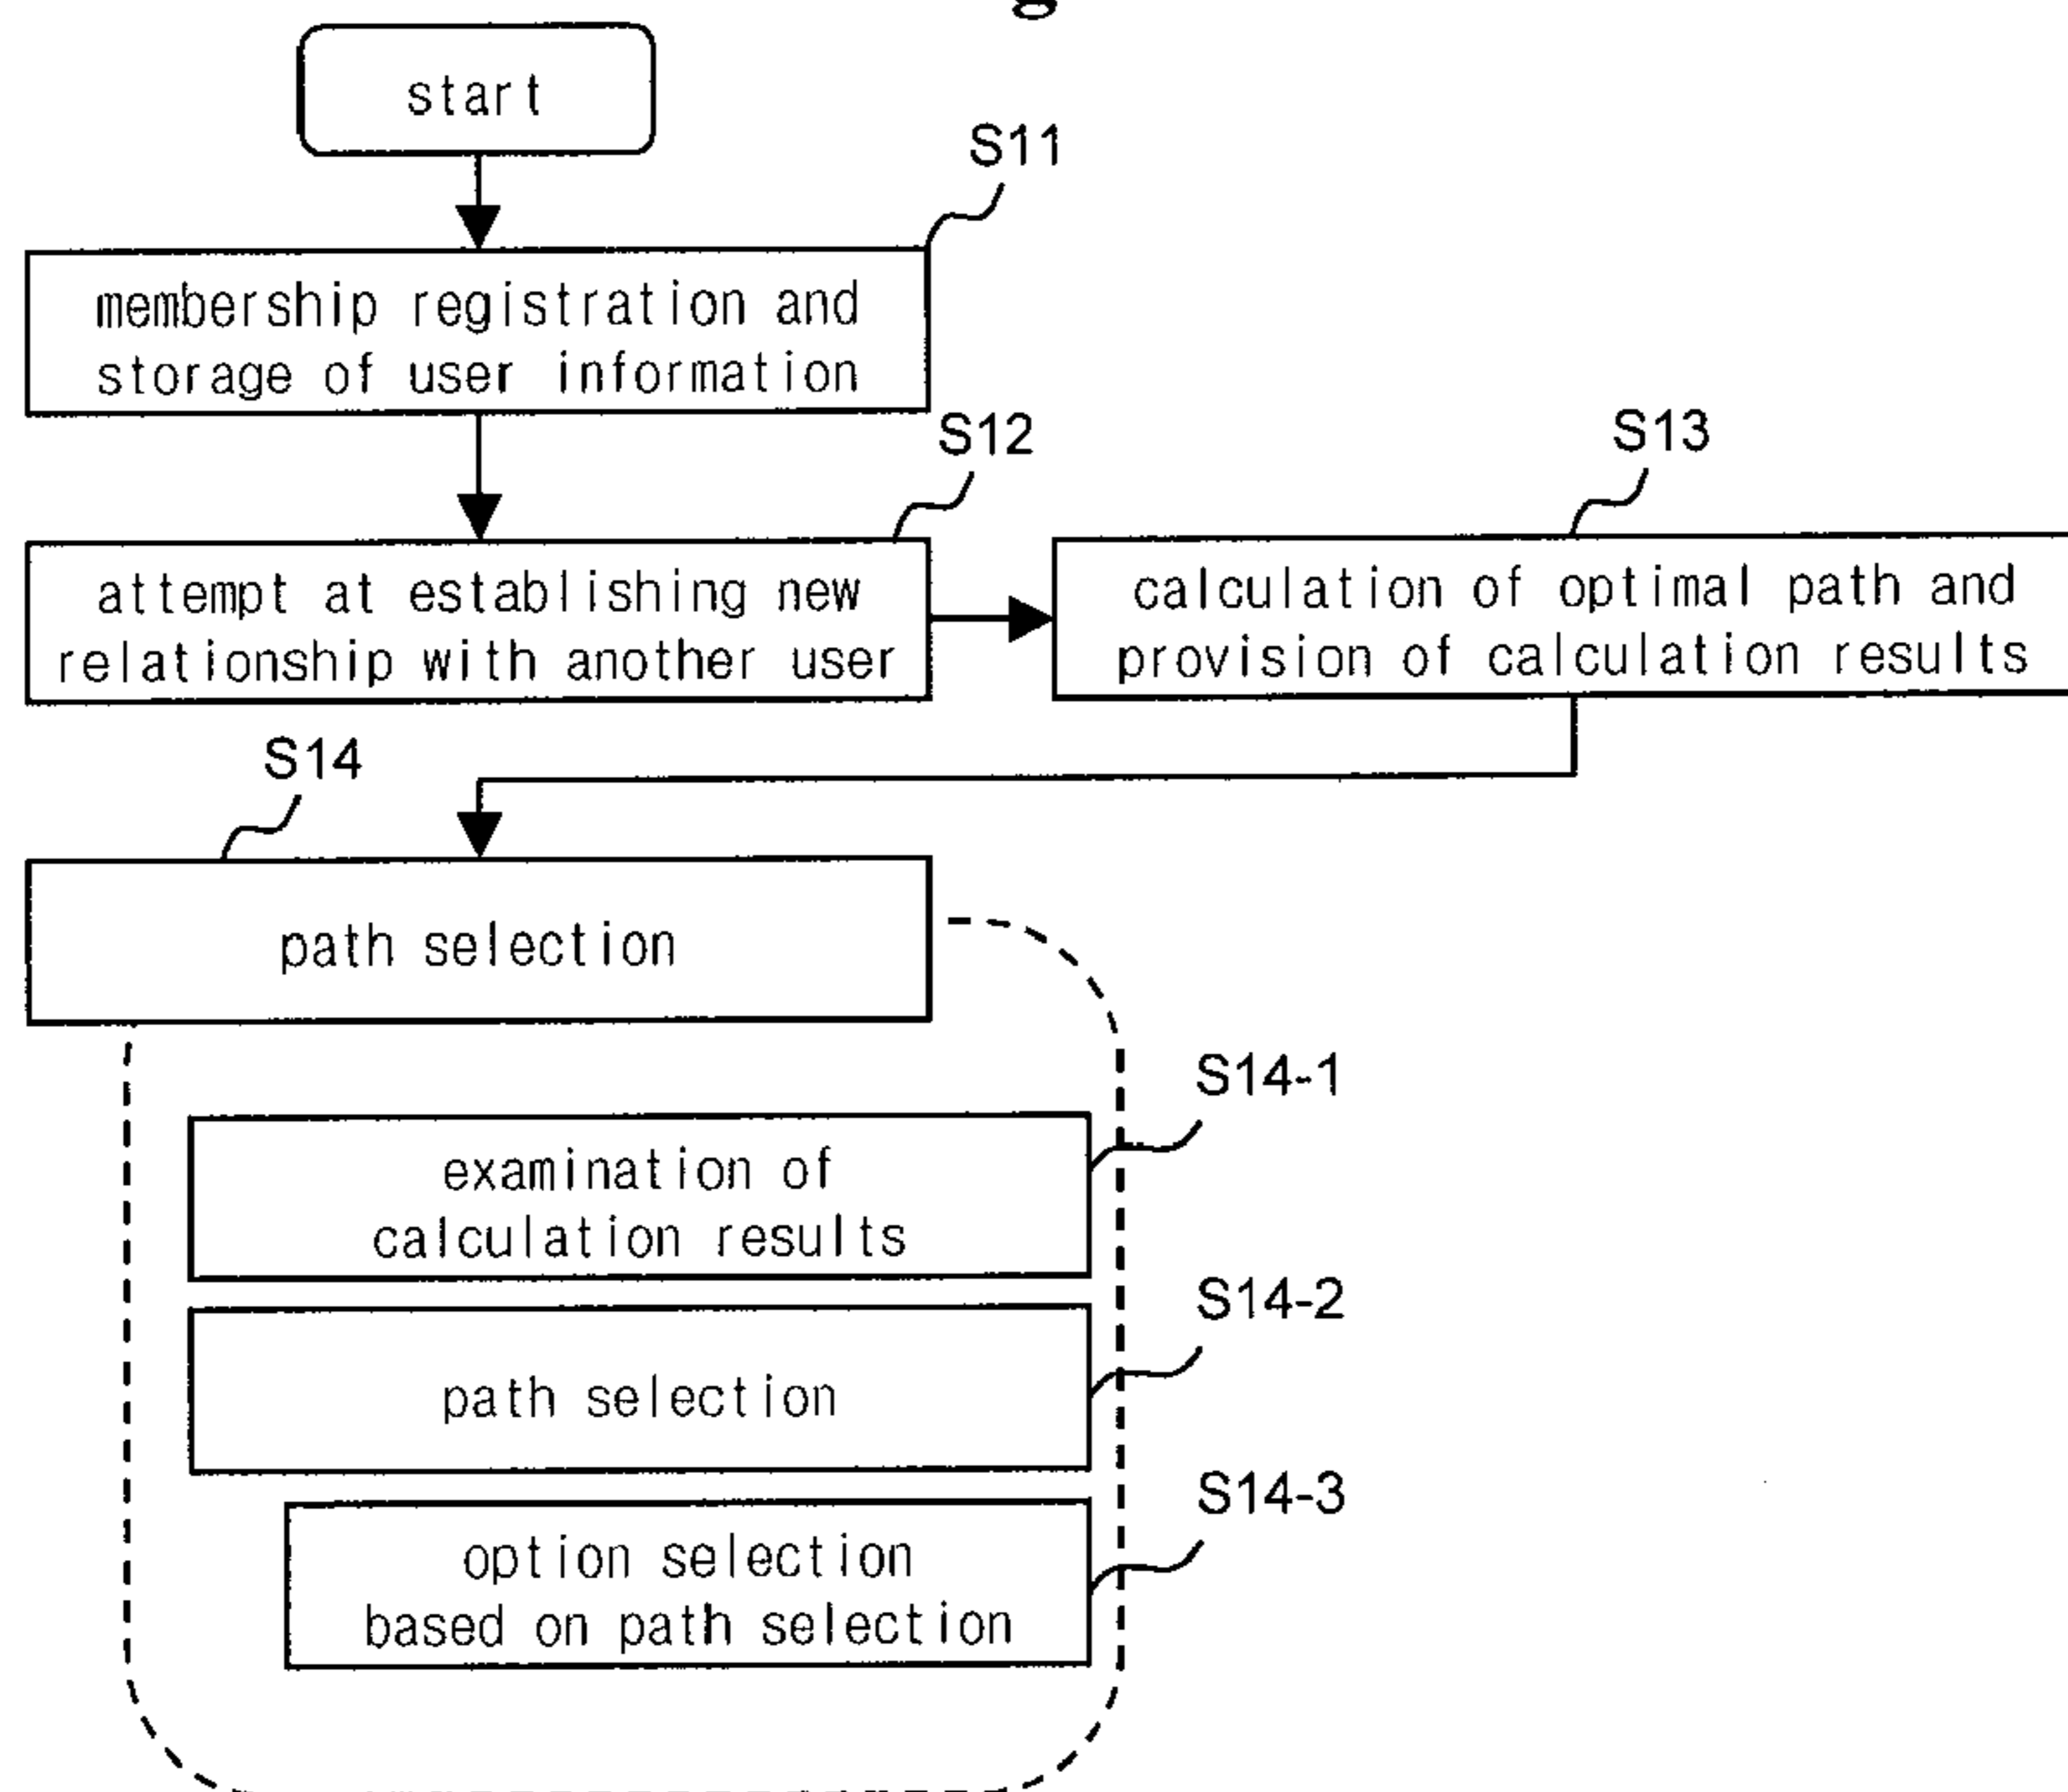 start
S11
membership registration and
storage of user information
S12
attempt at establishing new
relationship with another user
S13
calculation of optimal path and
provision of calculation results
S14
path selection
S14-1
examination of
calculation results
S14-2
path selection
S14-3
option selection
based on path selection